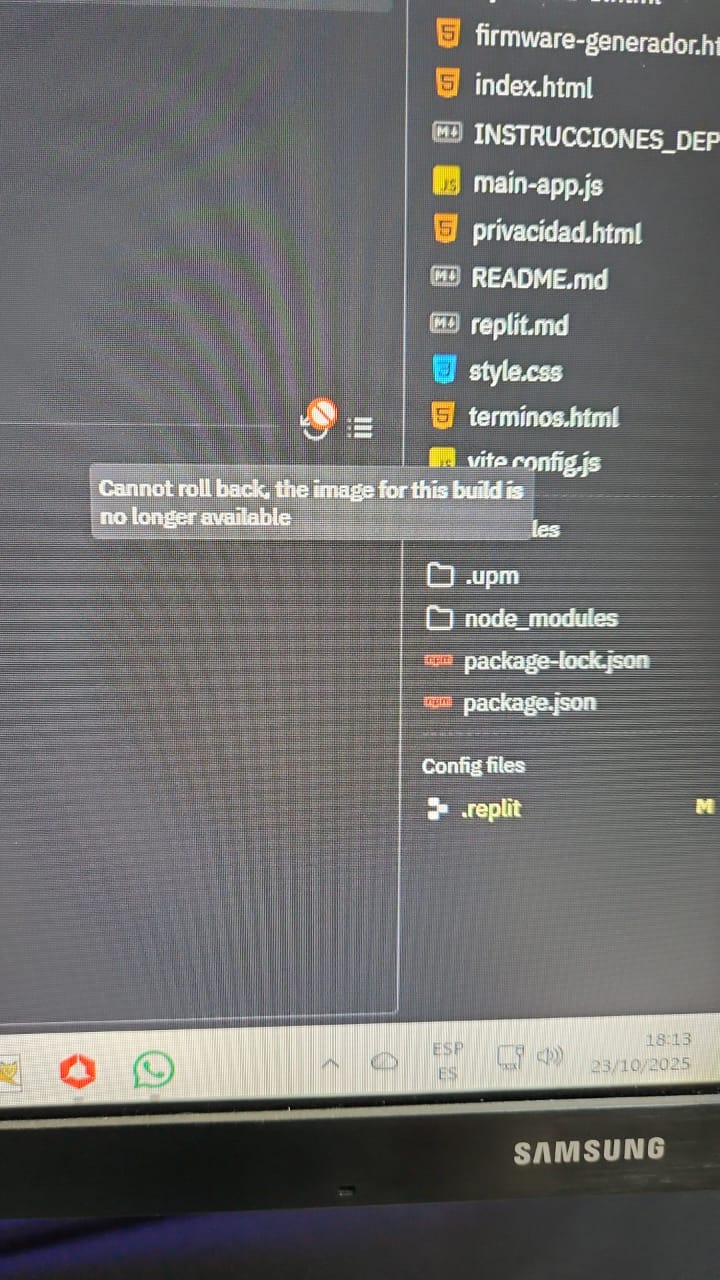 firmware-generador.ht
index.html
INSTRUCCIONES_DEP
main-app.js
privacidad.html
README.md
replit.md
style.css
terminos.html
vite.config.js
Cannot roll back, the image for this build is
no longer available
les
.upm
node_modules
package-lock.json
package.json
Config files
.replit M
ESP
ES
18:13
23/10/2025
SAMSUNG